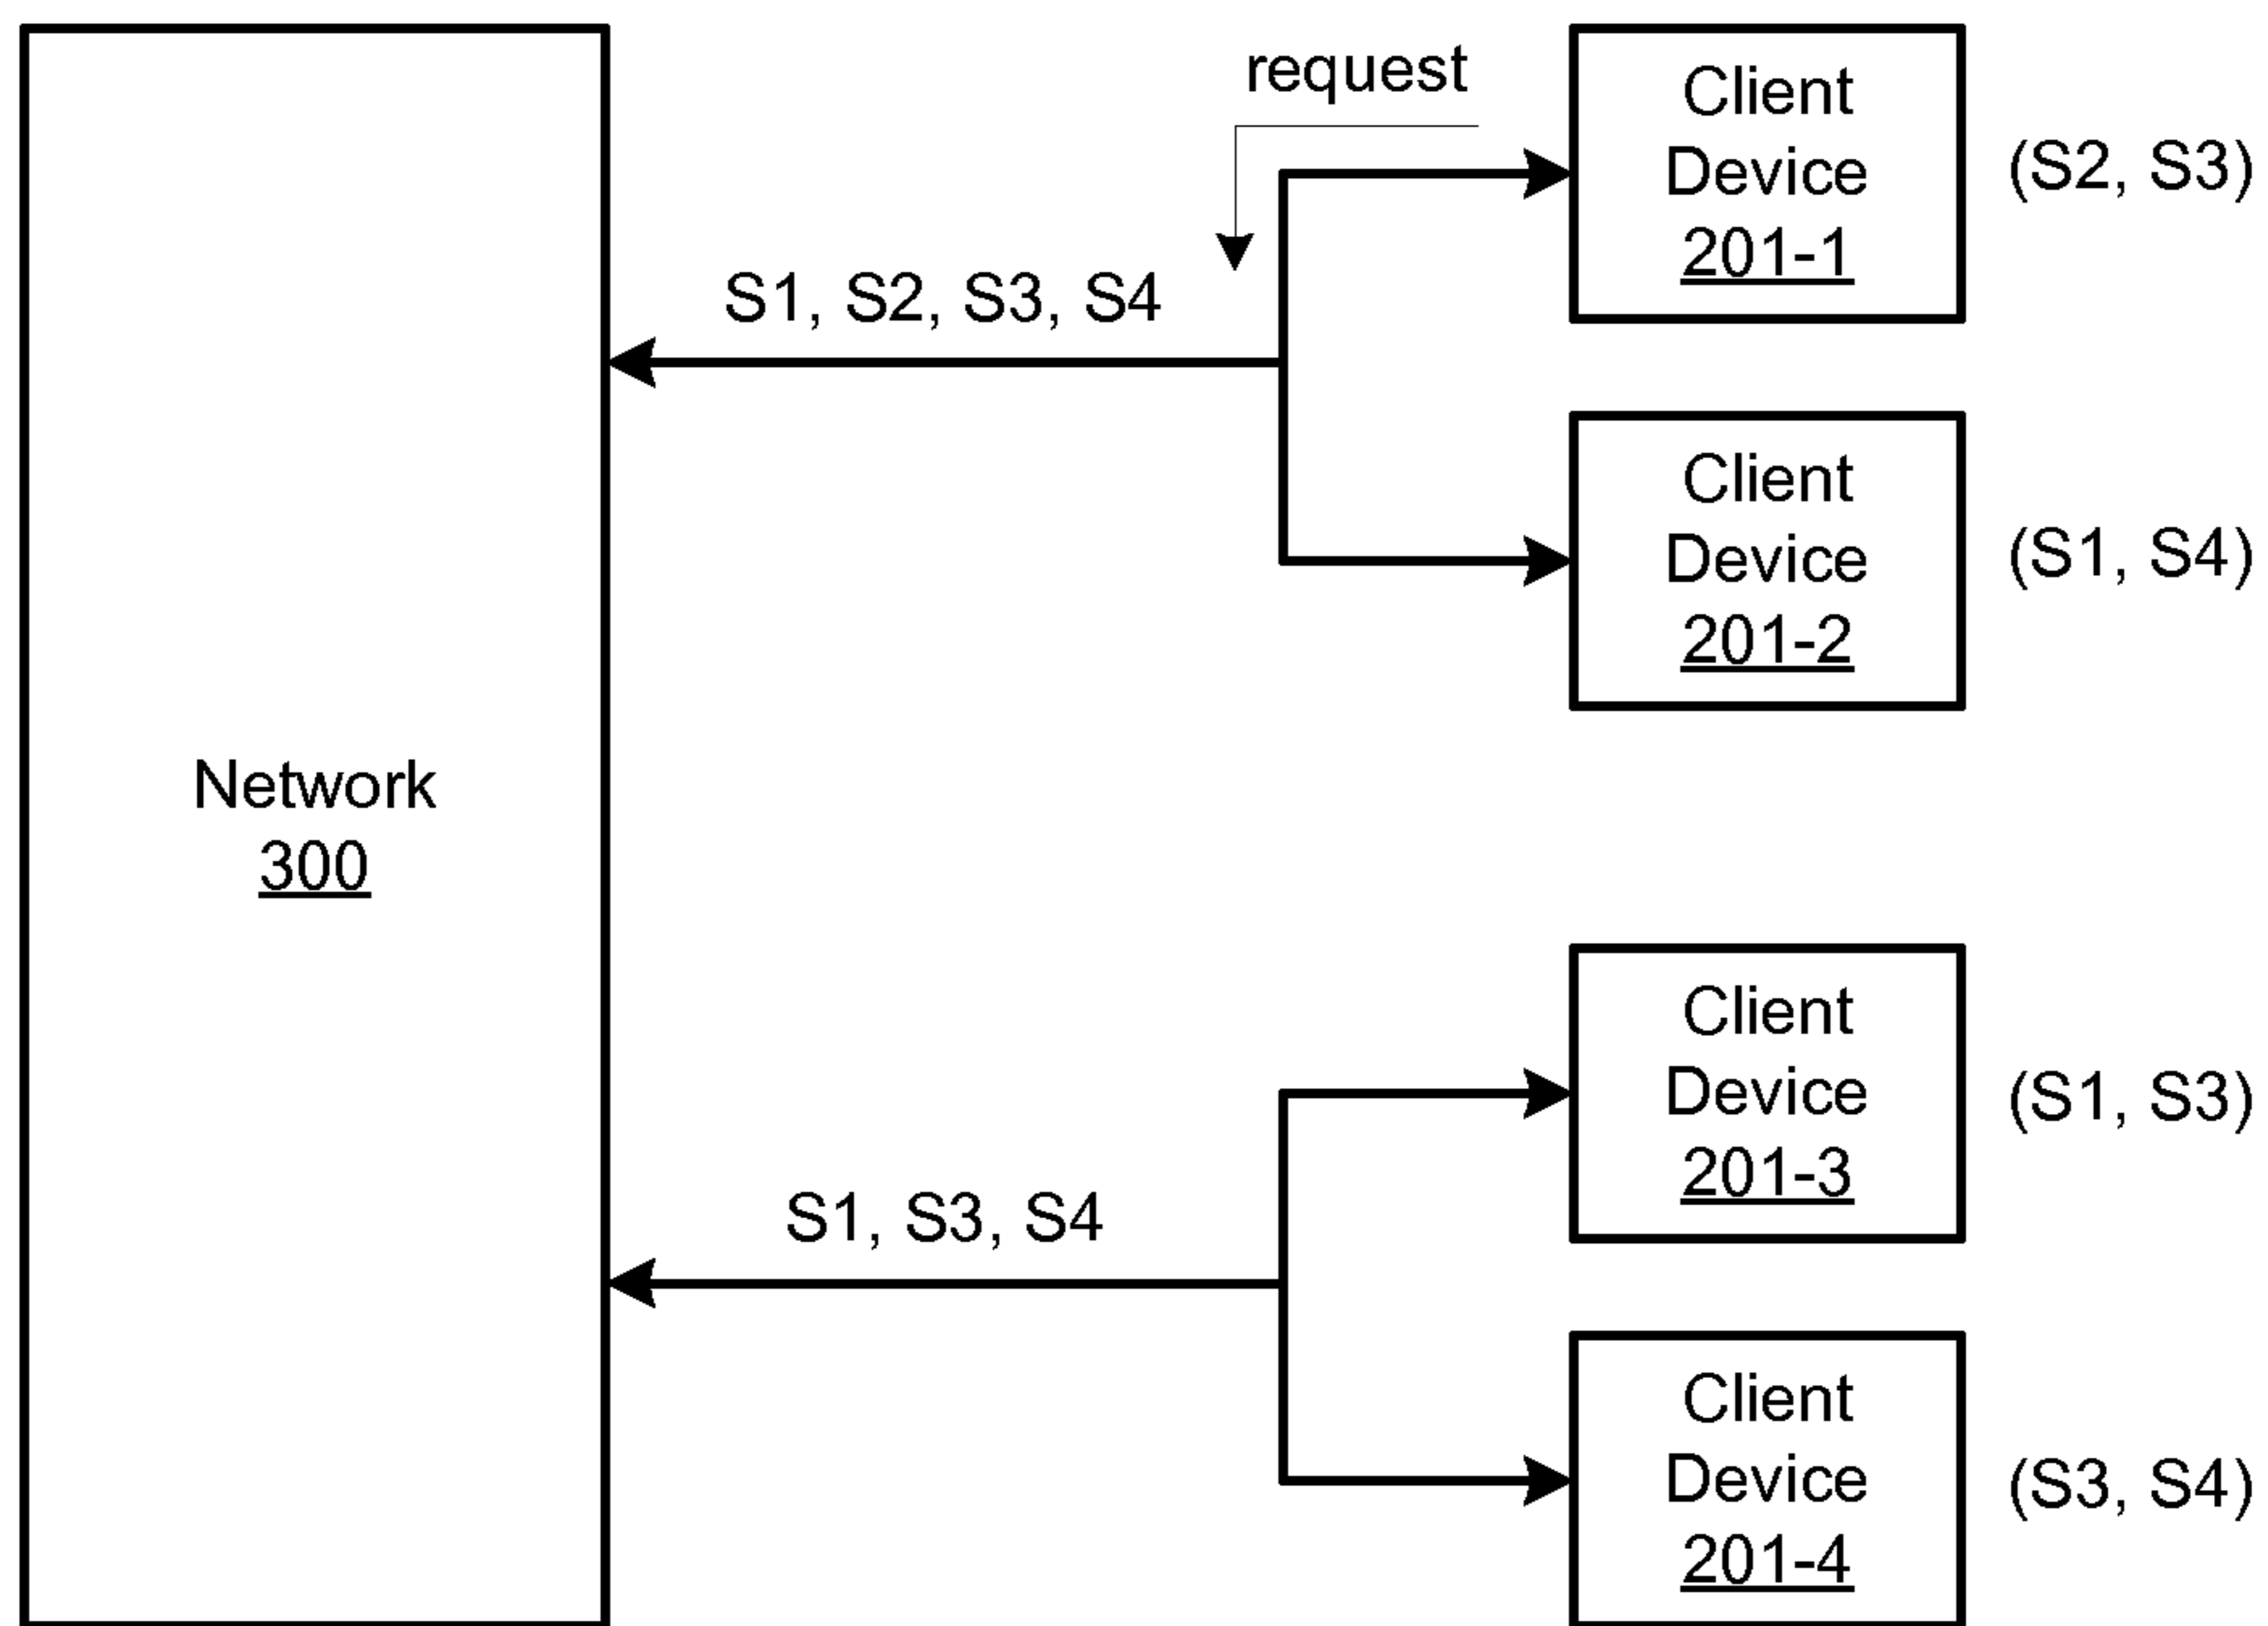 request
Client
Device
201-1
(S2, S3)
S1, S2, S3, S4
Client
Device
201-2
(S1, S4)
Network
300
Client
Device
201-3
(S1, S3)
S1, S3, S4
Client
Device
201-4
(S3, S4)